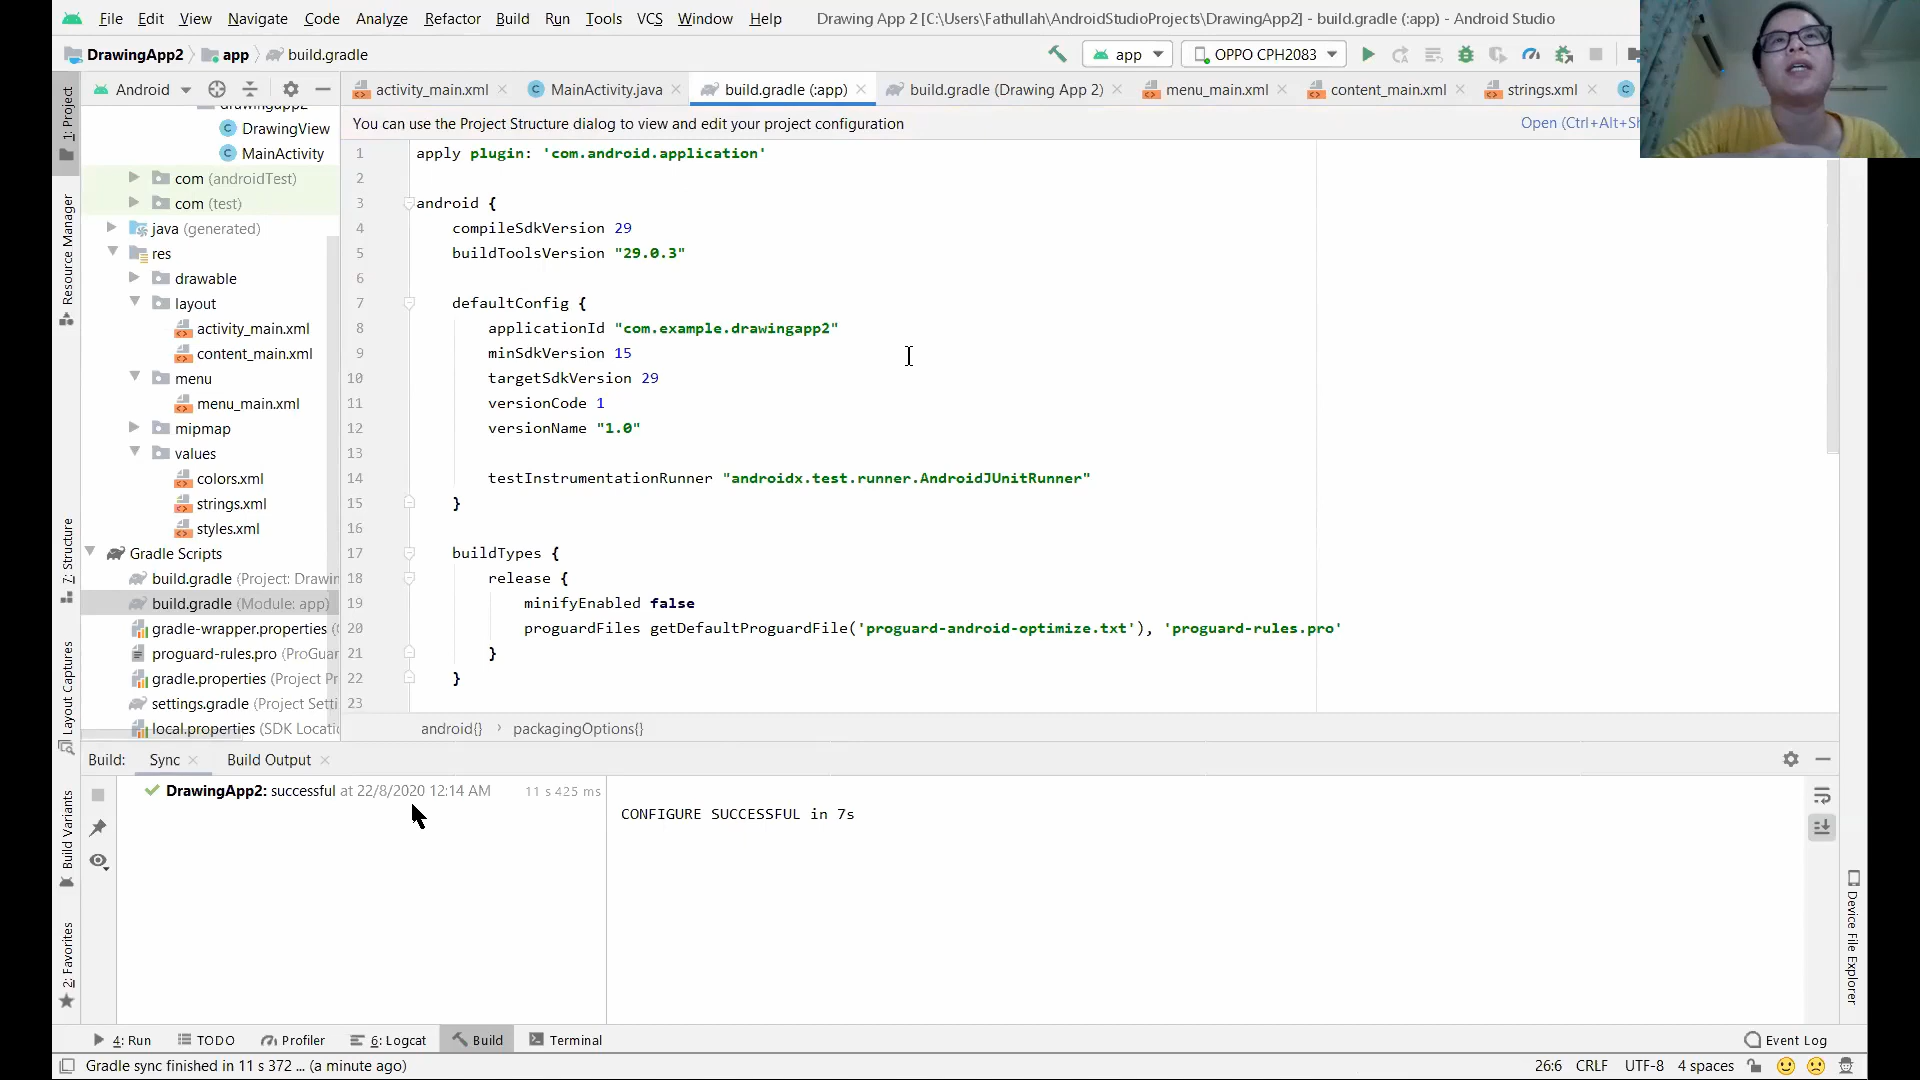 File Edit View Navigate Code Analyze Refactor Build Run Tools VCS Window Help Drawing App 2 [C:\Users\Fathullah\AndroidStudioProjects\DrawingApp2] - build.gradle (:app) - Android Studio
DrawingApp2 app build.gradle app OPPO CPH2083
Android activity_main.xml MainActivity.java build.gradle (:app) build.gradle (Drawing App 2) menu_main.xml content_main.xml strings.xml
You can use the Project Structure dialog to view and edit your project configuration Open (Ctrl+Alt+Sh
1: Project
Resource Manager
7: Structure
Layout Captures
Build Variants
2: Favorites
drawingapp2
DrawingView
MainActivity
com (androidTest)
com (test)
java (generated)
res
drawable
layout
activity_main.xml
content_main.xml
menu
menu_main.xml
mipmap
values
colors.xml
strings.xml
styles.xml
Gradle Scripts
build.gradle (Project: Drawin
build.gradle (Module: app)
gradle-wrapper.properties (
proguard-rules.pro (ProGuar
gradle.properties (Project Pr
settings.gradle (Project Setti
local.properties (SDK Locati
1 apply plugin: 'com.android.application'
2
3 android {
4 compileSdkVersion 29
5 buildToolsVersion "29.0.3"
6
7 defaultConfig {
8 applicationId "com.example.drawingapp2"
9 minSdkVersion 15
10 targetSdkVersion 29
11 versionCode 1
12 versionName "1.0"
13
14 testInstrumentationRunner "androidx.test.runner.AndroidJUnitRunner"
15 }
16
17 buildTypes {
18 release {
19 minifyEnabled false
20 proguardFiles getDefaultProguardFile('proguard-android-optimize.txt'), 'proguard-rules.pro'
21 }
22 }
23
android{} › packagingOptions{}
Build: Sync Build Output
DrawingApp2: successful at 22/8/2020 12:14 AM 11 s 425 ms
CONFIGURE SUCCESSFUL in 7s
Device File Explorer
4: Run TODO Profiler 6: Logcat Build Terminal Event Log
Gradle sync finished in 11 s 372 ... (a minute ago) 26:6 CRLF UTF-8 4 spaces